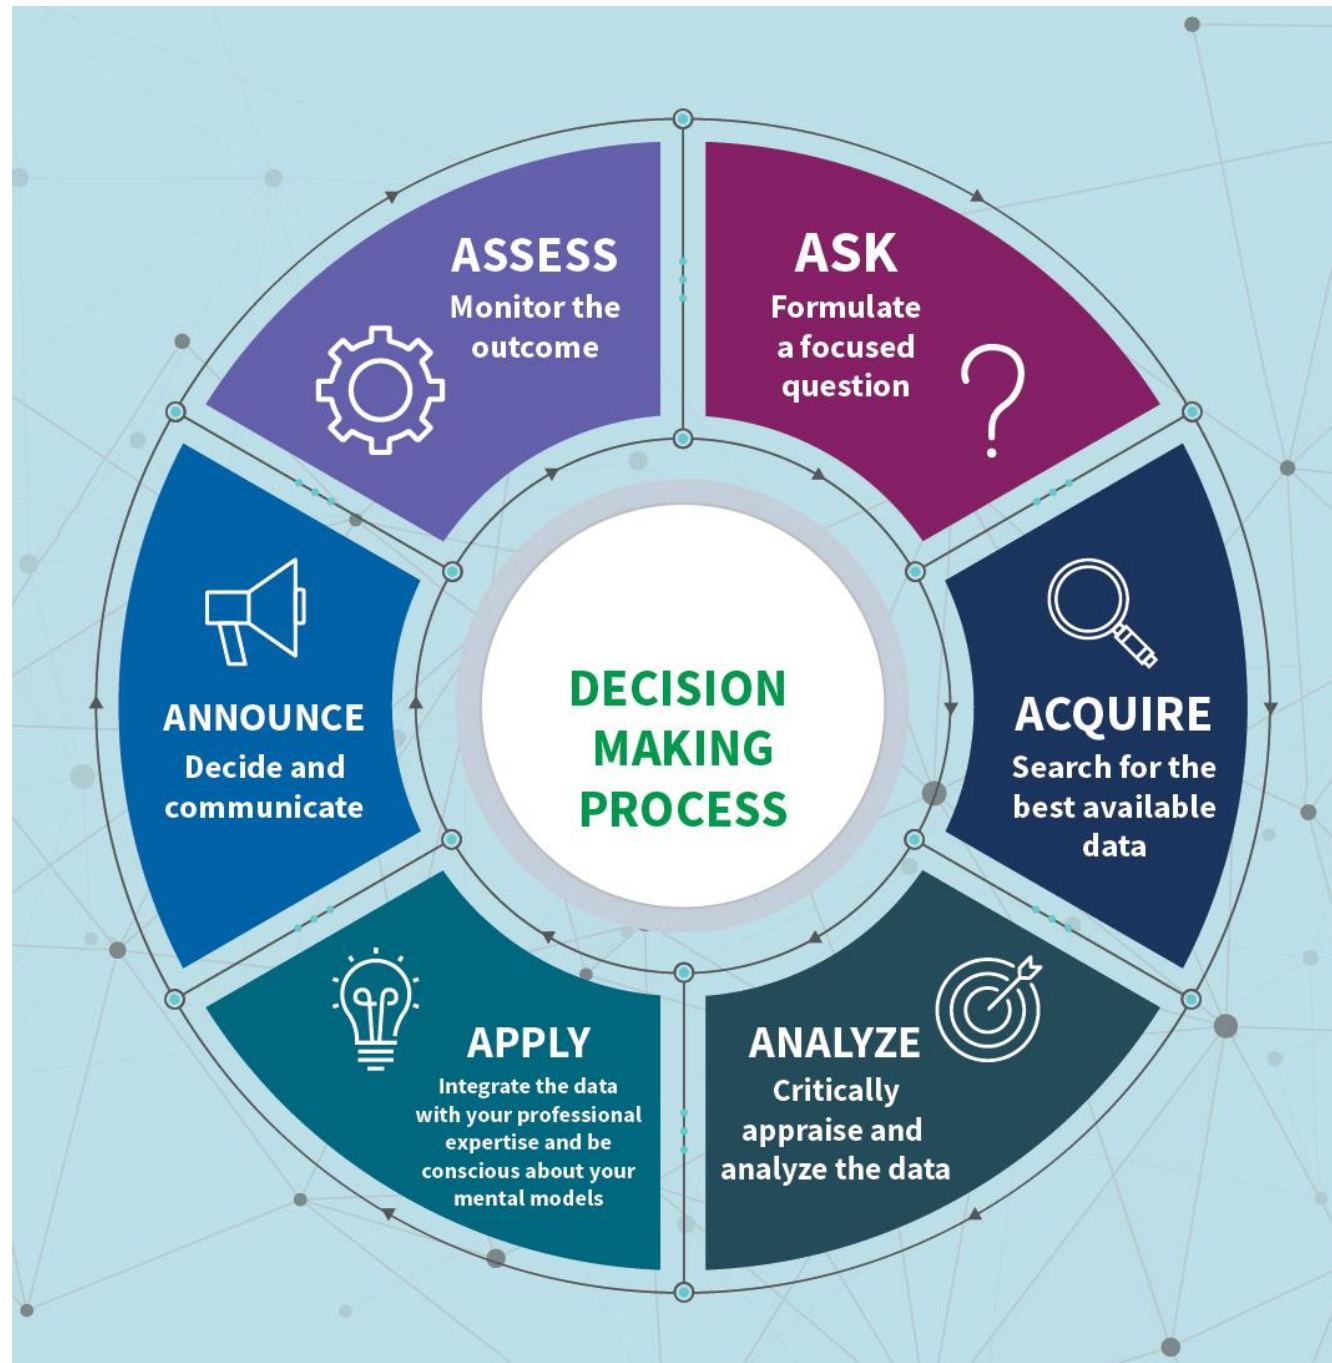 ASK
Formulate
a focused
question
ACQUIRE
Search for the
best available
data
ANALYZE
Critically
appraise and
analyze the data
APPLY
Integrate the data
with your professional
expertise and be
conscious about your
mental models
ANNOUNCE
Decide and
communicate
ASSESS
Monitor the
outcome
DECISION
MAKING
PROCESS